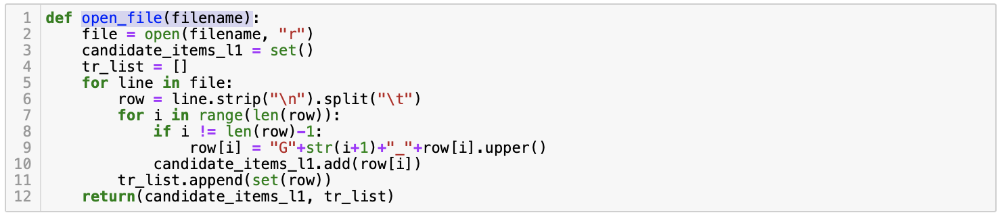 1 def open_file(filename):
2     file = open(filename, "r")
3     candidate_items_l1 = set()
4     tr_list = []
5     for line in file:
6         row = line.strip("\n").split("\t")
7         for i in range(len(row)):
8             if i != len(row)-1:
9                 row[i] = "G"+str(i+1)+"_"+row[i].upper()
10             candidate_items_l1.add(row[i])
11         tr_list.append(set(row))
12     return(candidate_items_l1, tr_list)